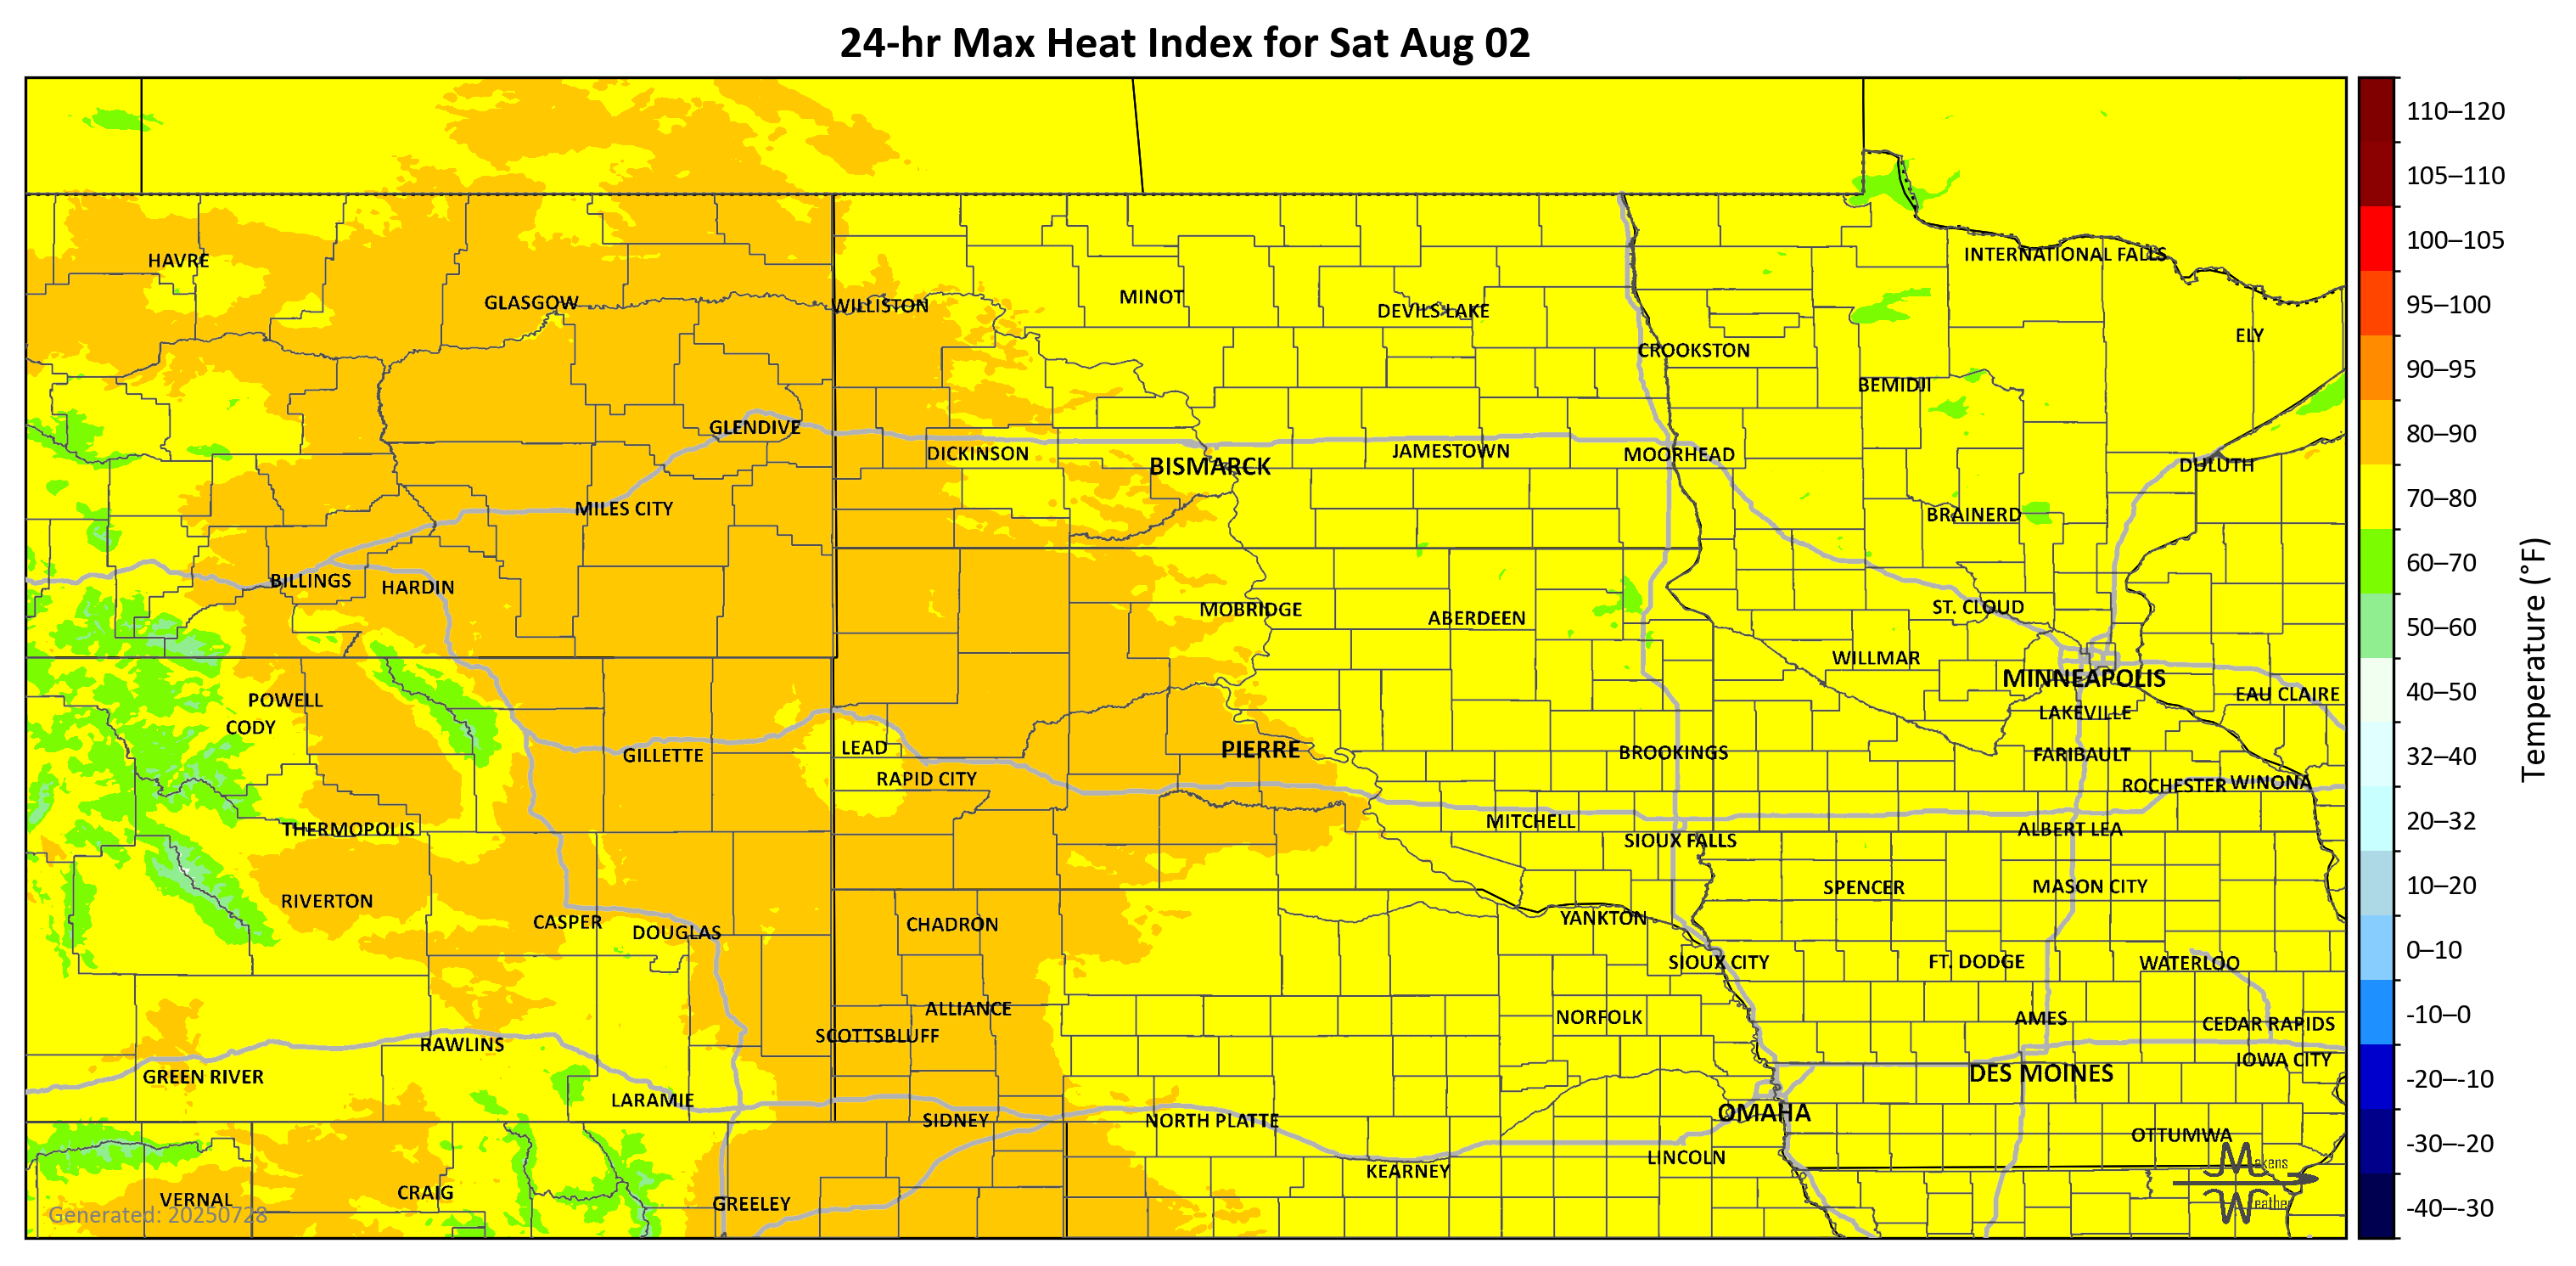 24-hr Max Heat Index for Sat Aug 02
110–120
105–110
100–105
95–100
90–95
80–90
70–80
60–70
50–60
40–50
32–40
20–32
10–20
0–10
-10–0
-20–-10
-30–-20
-40–-30
Temperature (°F)
HAVRE
GLASGOW
WILLISTON
MINOT
DEVILS LAKE
INTERNATIONAL FALLS
ELY
CROOKSTON
BEMIDJI
GLENDIVE
DICKINSON
BISMARCK
JAMESTOWN
MOORHEAD
DULUTH
MILES CITY
BRAINERD
BILLINGS
HARDIN
MOBRIDGE
ABERDEEN
ST. CLOUD
WILLMAR
MINNEAPOLIS
EAU CLAIRE
POWELL
CODY
LAKEVILLE
GILLETTE
LEAD
PIERRE
BROOKINGS
FARIBAULT
RAPID CITY
ROCHESTER
WINONA
THERMOPOLIS
MITCHELL
ALBERT LEA
SIOUX FALLS
RIVERTON
SPENCER
MASON CITY
CASPER
DOUGLAS
CHADRON
YANKTON
SIOUX CITY
FT. DODGE
WATERLOO
ALLIANCE
NORFOLK
AMES
CEDAR RAPIDS
SCOTTSBLUFF
RAWLINS
IOWA CITY
GREEN RIVER
DES MOINES
LARAMIE
OMAHA
SIDNEY
NORTH PLATTE
OTTUMWA
LINCOLN
KEARNEY
VERNAL
CRAIG
GREELEY
Generated: 20250728
Makens
Weather